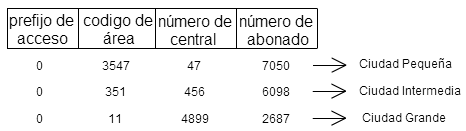 prefijo de acceso codigo de área número de central número de abonado
0 3547 47 7050 Ciudad Pequeña
0 351 456 6098 Ciudad Intermedia
0 11 4899 2687 Ciudad Grande